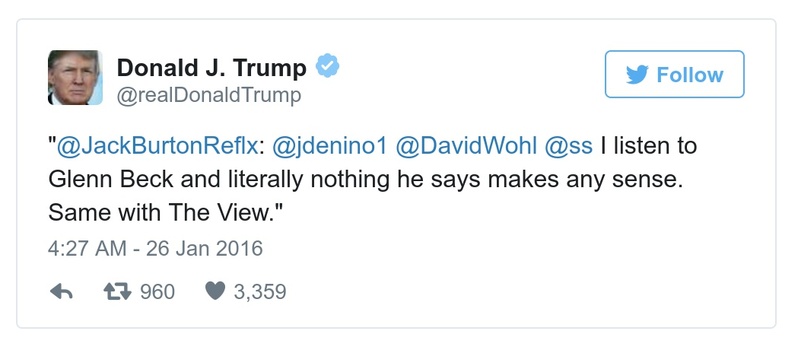 Donald J. Trump
@realDonaldTrump
Follow
"@JackBurtonReflx: @jdenino1 @DavidWohl @ss I listen to
Glenn Beck and literally nothing he says makes any sense.
Same with The View."
4:27 AM - 26 Jan 2016
960 3,359